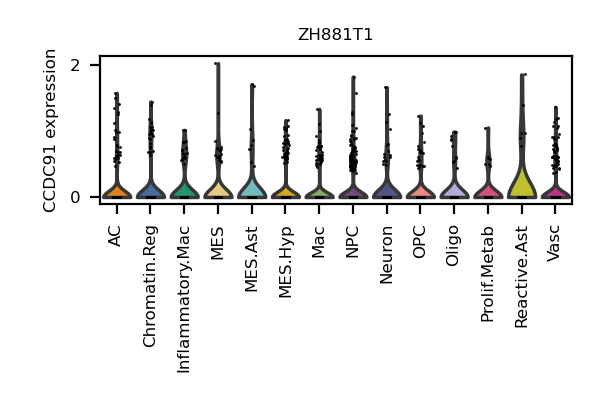 ZH881T1
CCDC91 expression
2
0
AC
Chromatin.Reg
Inflammatory.Mac
MES
MES.Ast
MES.Hyp
Mac
NPC
Neuron
OPC
Oligo
Prolif.Metab
Reactive.Ast
Vasc